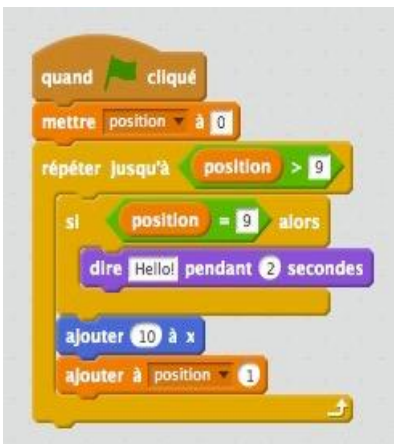 quand cliqué
mettre position à 0
répéter jusqu'à position > 9
si position = 9 alors
dire Hello! pendant 2 secondes
ajouter 10 à x
ajouter à position 1